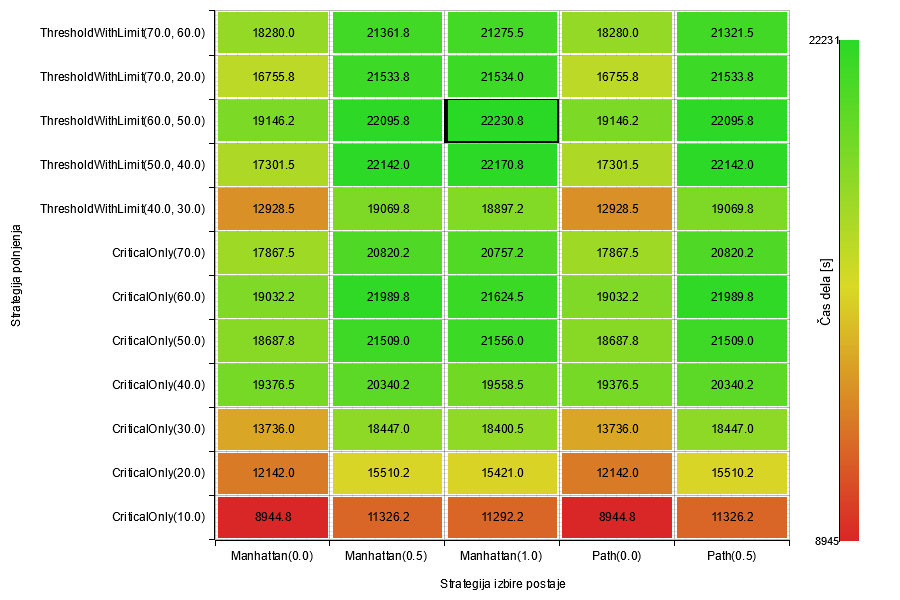 ThresholdWithLimit(70.0, 60.0) 18280.0 21361.8 21275.5 18280.0 21321.5
22231
ThresholdWithLimit(70.0, 20.0) 16755.8 21533.8 21534.0 16755.8 21533.8
ThresholdWithLimit(60.0, 50.0) 19146.2 22095.8 22230.8 19146.2 22095.8
ThresholdWithLimit(50.0, 40.0) 17301.5 22142.0 22170.8 17301.5 22142.0
ThresholdWithLimit(40.0, 30.0) 12928.5 19069.8 18897.2 12928.5 19069.8
CriticalOnly(70.0) 17867.5 20820.2 20757.2 17867.5 20820.2
CriticalOnly(60.0) 19032.2 21989.8 21624.5 19032.2 21989.8
CriticalOnly(50.0) 18687.8 21509.0 21556.0 18687.8 21509.0
CriticalOnly(40.0) 19376.5 20340.2 19558.5 19376.5 20340.2
CriticalOnly(30.0) 13736.0 18447.0 18400.5 13736.0 18447.0
CriticalOnly(20.0) 12142.0 15510.2 15421.0 12142.0 15510.2
CriticalOnly(10.0) 8944.8 11326.2 11292.2 8944.8 11326.2
8945
Manhattan(0.0) Manhattan(0.5) Manhattan(1.0) Path(0.0) Path(0.5)
Strategija izbire postaje
Strategija polnjenja
Čas dela [s]